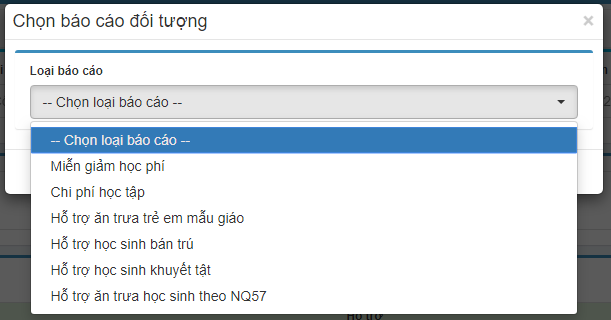 Chọn báo cáo đối tượng
×
Loại báo cáo
-- Chọn loại báo cáo --
-- Chọn loại báo cáo --
Miễn giảm học phí
Chi phí học tập
Hỗ trợ ăn trưa trẻ em mẫu giáo
Hỗ trợ học sinh bán trú
Hỗ trợ học sinh khuyết tật
Hỗ trợ ăn trưa học sinh theo NQ57